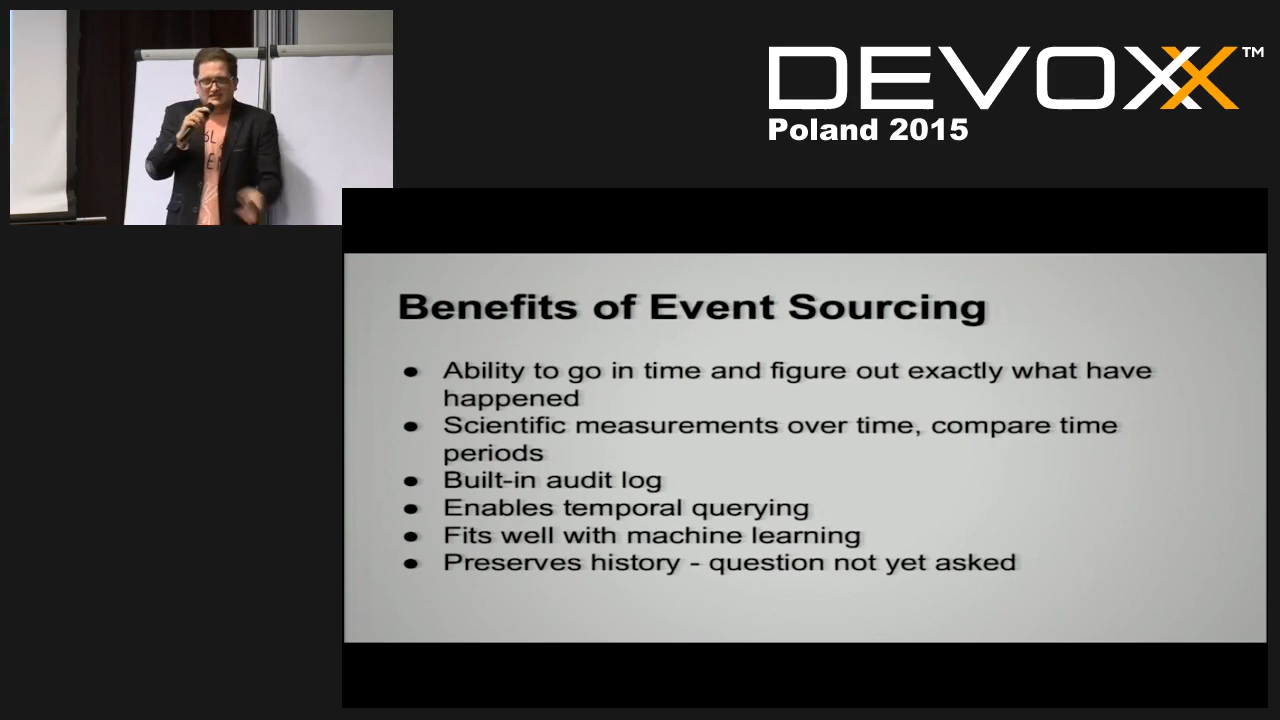 DEVOXX™
Poland 2015
Benefits of Event Sourcing
● Ability to go in time and figure out exactly what have
happened
● Scientific measurements over time, compare time
periods
● Built-in audit log
● Enables temporal querying
● Fits well with machine learning
● Preserves history - question not yet asked